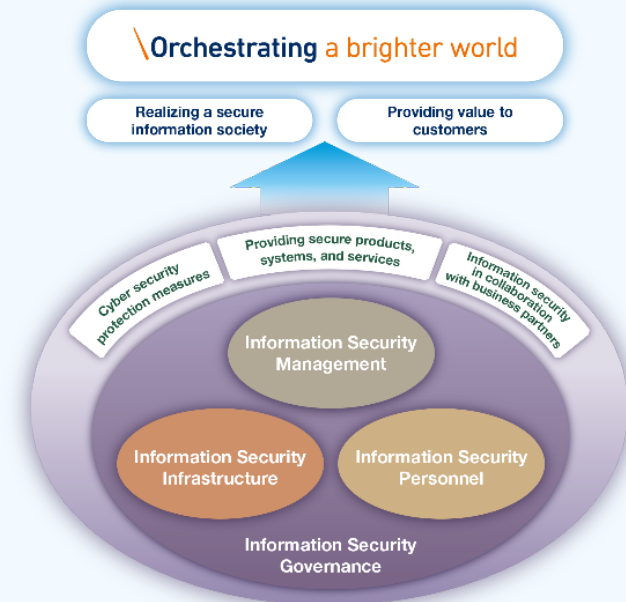 \Orchestrating a brighter world
Realizing a secure
information society
Providing value to
customers
Cyber security
protection measures
Providing secure products,
systems, and services
Information security
in collaboration
with business partners
Information Security
Management
Information Security
Infrastructure
Information Security
Personnel
Information Security
Governance